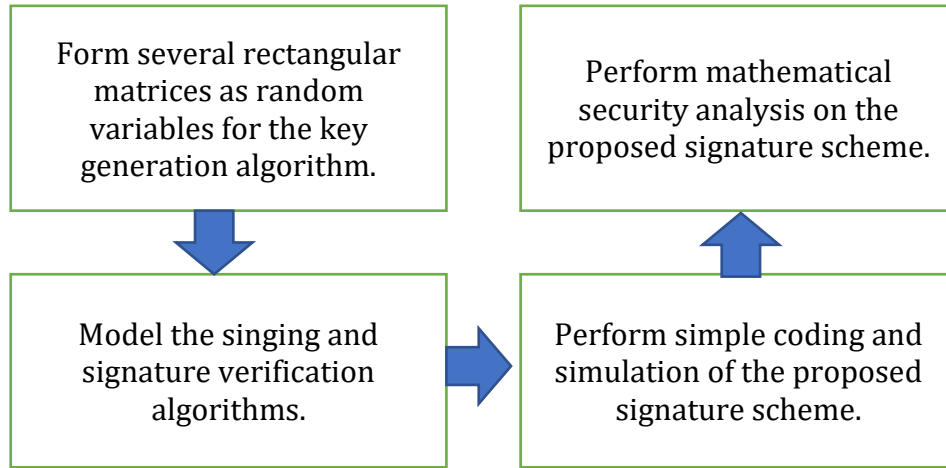 Form several rectangular
matrices as random
variables for the key
generation algorithm.
Model the singing and
signature verification
algorithms.
Perform simple coding and
simulation of the proposed
signature scheme.
Perform mathematical
security analysis on the
proposed signature scheme.